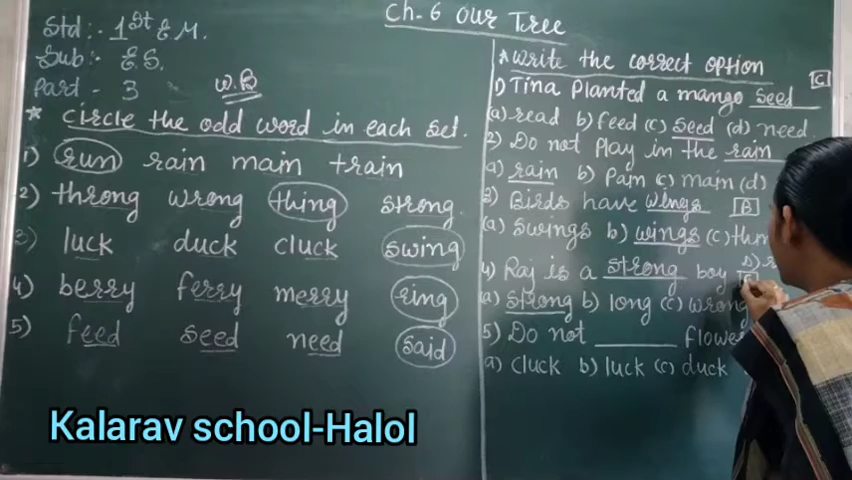 Ch. 6 Our Tree
Std :- 1st E.M.
Sub :- E.S.
Part - 3
W.B
* Circle the odd word in each set.
1) run rain main train
2) throng wrong thing strong.
3) luck duck cluck swing
4) berry ferry merry ring
5) feed seed need said
* Write the correct option
C
1) Tina Planted a mango seed
(a) read b) feed (c) seed (d) need.
2) Do not Play in the rain
a) rain b) Pain (c) main (d)
3) Birds have wings B
(a) Swings b) wings (c)
4) Raj is a strong boy
a) strong b) long (c) wrong
5) Do not ______ flower
a) cluck b) luck (c) duck
Kalarav school-Halol